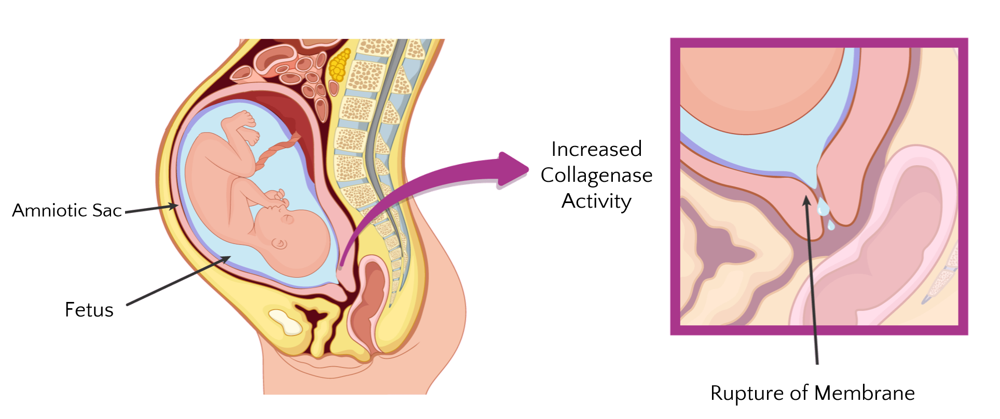 Amniotic Sac
Fetus
Increased
Collagenase
Activity
Rupture of Membrane